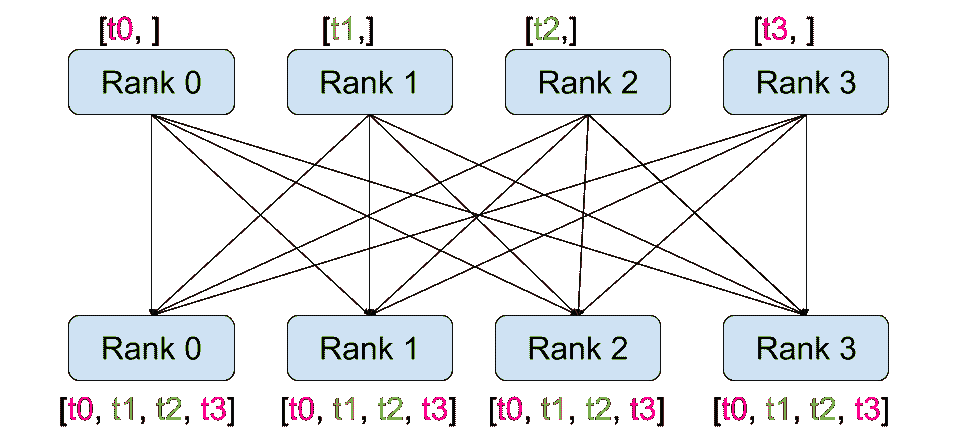 [t0, ] [t1,] [t2,] [t3, ]
Rank 0 Rank 1 Rank 2 Rank 3
Rank 0 Rank 1 Rank 2 Rank 3
[t0, t1, t2, t3] [t0, t1, t2, t3] [t0, t1, t2, t3] [t0, t1, t2, t3]